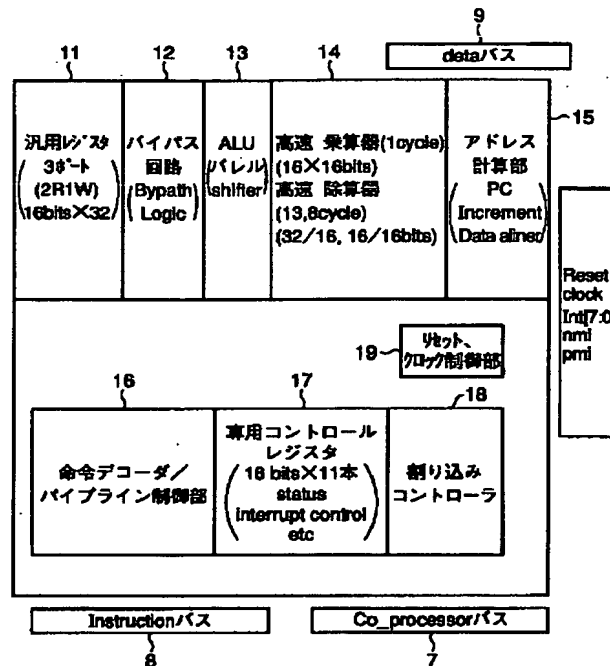 9
11
12
13
14
detaバス
15
汎用レジスタ
3ポート
(2R1W)
16bits×32
バイパス
回路
Bypath
Logic
ALU
バレル
shifter
高速 乗算器(1cycle)
(16×16bits)
高速 除算器
(13,8cycle)
(32/16, 16/16bits)
アドレス
計算部
PC
Increment
Data aliner
Reset
clock
Int[7:0
nmi
pmi
19
リセット、
クロック制御部
16
17
18
命令デコーダ/
パイプライン制御部
専用コントロール
レジスタ
16 bits×11本
status
interrupt control
etc
割り込み
コントローラ
Instructionバス
8
Co_processorバス
7